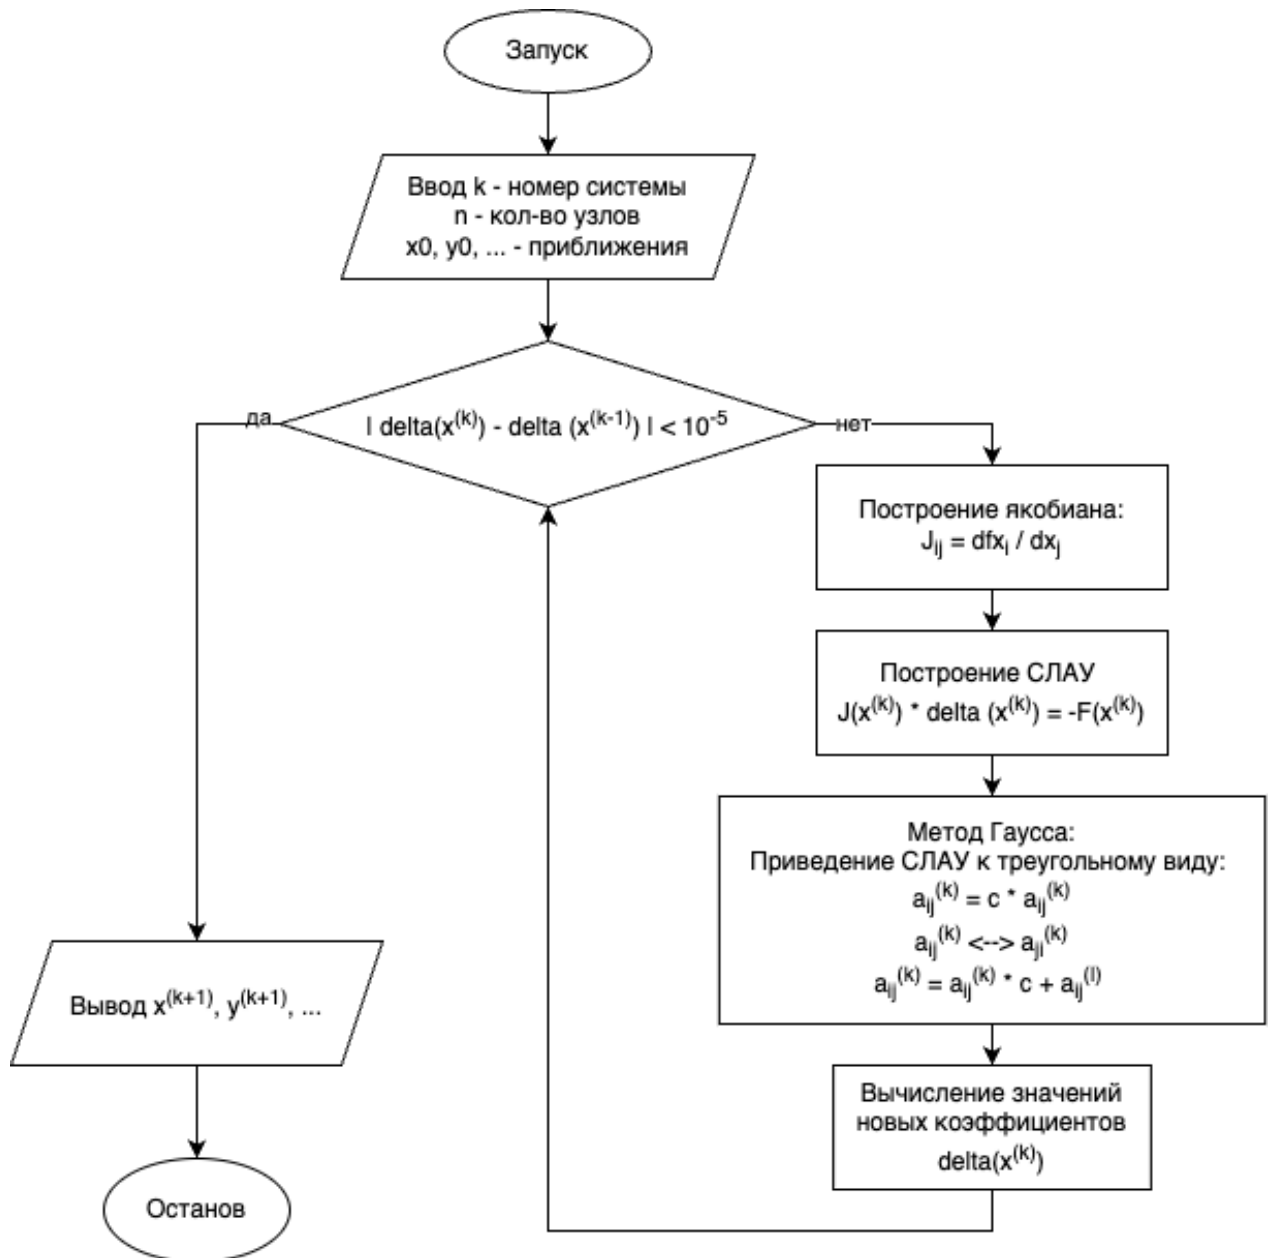 Запуск
Ввод k - номер системы
n - кол-во узлов
x0, y0, ... - приближения
да
| delta(x^(k)) - delta (x^(k-1)) | < 10^-5
нет
Построение якобиана:
J_ij = dfx_i / dx_j
Построение СЛАУ
J(x^(k)) * delta (x^(k)) = -F(x^(k))
Метод Гаусса:
Приведение СЛАУ к треугольному виду:
a_ij^(k) = c * a_ij^(k)
a_ij^(k) <--> a_ji^(k)
a_ij^(k) = a_ij^(k) * c + a_ij^(l)
Вывод x^(k+1), y^(k+1), ...
Вычисление значений
новых коэффициентов
delta(x^(k))
Останов